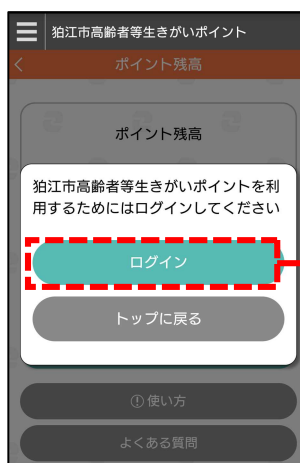 狛江市高齢者等生きがいポイント
ポイント残高
ポイント残高
狛江市高齢者等生きがいポイントを利
用するためにはログインしてください
ログイン
トップに戻る
使い方
よくある質問